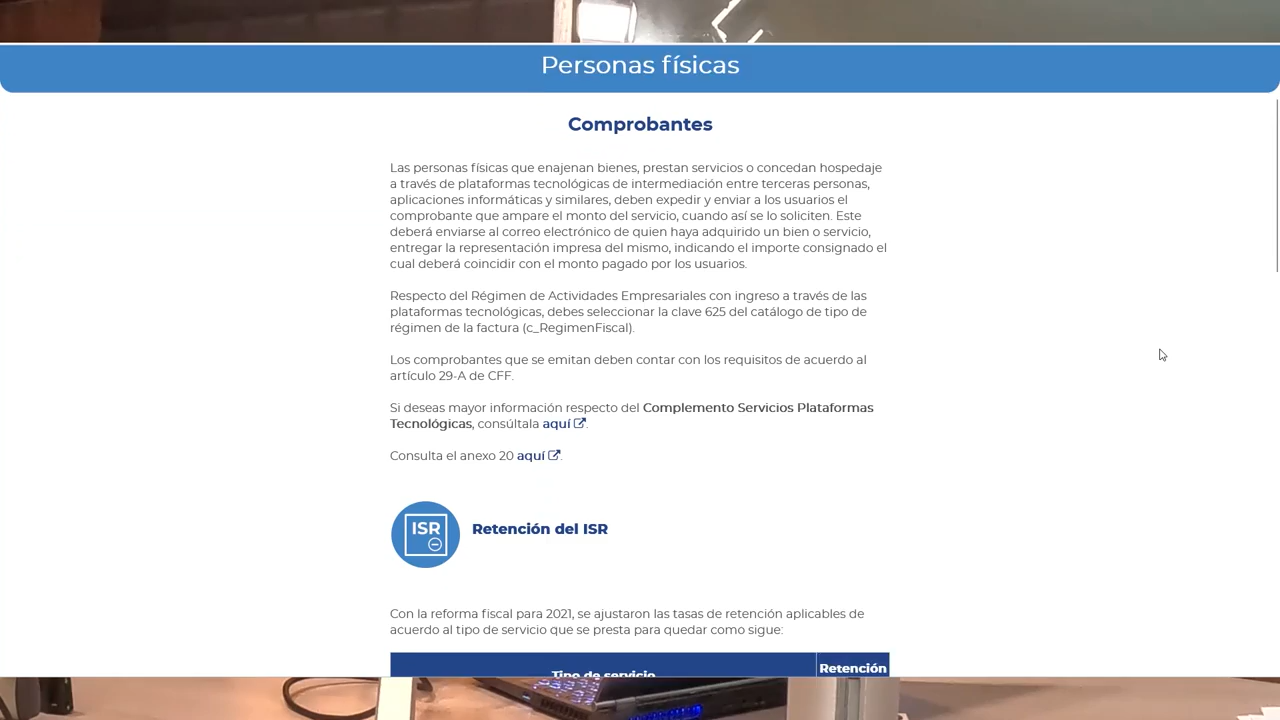 Personas físicas
Comprobantes
Las personas físicas que enajenan bienes, prestan servicios o concedan hospedaje
a través de plataformas tecnológicas de intermediación entre terceras personas,
aplicaciones informáticas y similares, deben expedir y enviar a los usuarios el
comprobante que ampare el monto del servicio, cuando así se lo soliciten. Este
deberá enviarse al correo electrónico de quien haya adquirido un bien o servicio,
entregar la representación impresa del mismo, indicando el importe consignado el
cual deberá coincidir con el monto pagado por los usuarios.
Respecto del Régimen de Actividades Empresariales con ingreso a través de las
plataformas tecnológicas, debes seleccionar la clave 625 del catálogo de tipo de
régimen de la factura (c_RegimenFiscal).
Los comprobantes que se emitan deben contar con los requisitos de acuerdo al
artículo 29-A de CFF.
Si deseas mayor información respecto del Complemento Servicios Plataformas
Tecnológicas, consúltala aquí.
Consulta el anexo 20 aquí.
ISR
Retención del ISR
Con la reforma fiscal para 2021, se ajustaron las tasas de retención aplicables de
acuerdo al tipo de servicio que se presta para quedar como sigue:
Tipo de servicio
Retención